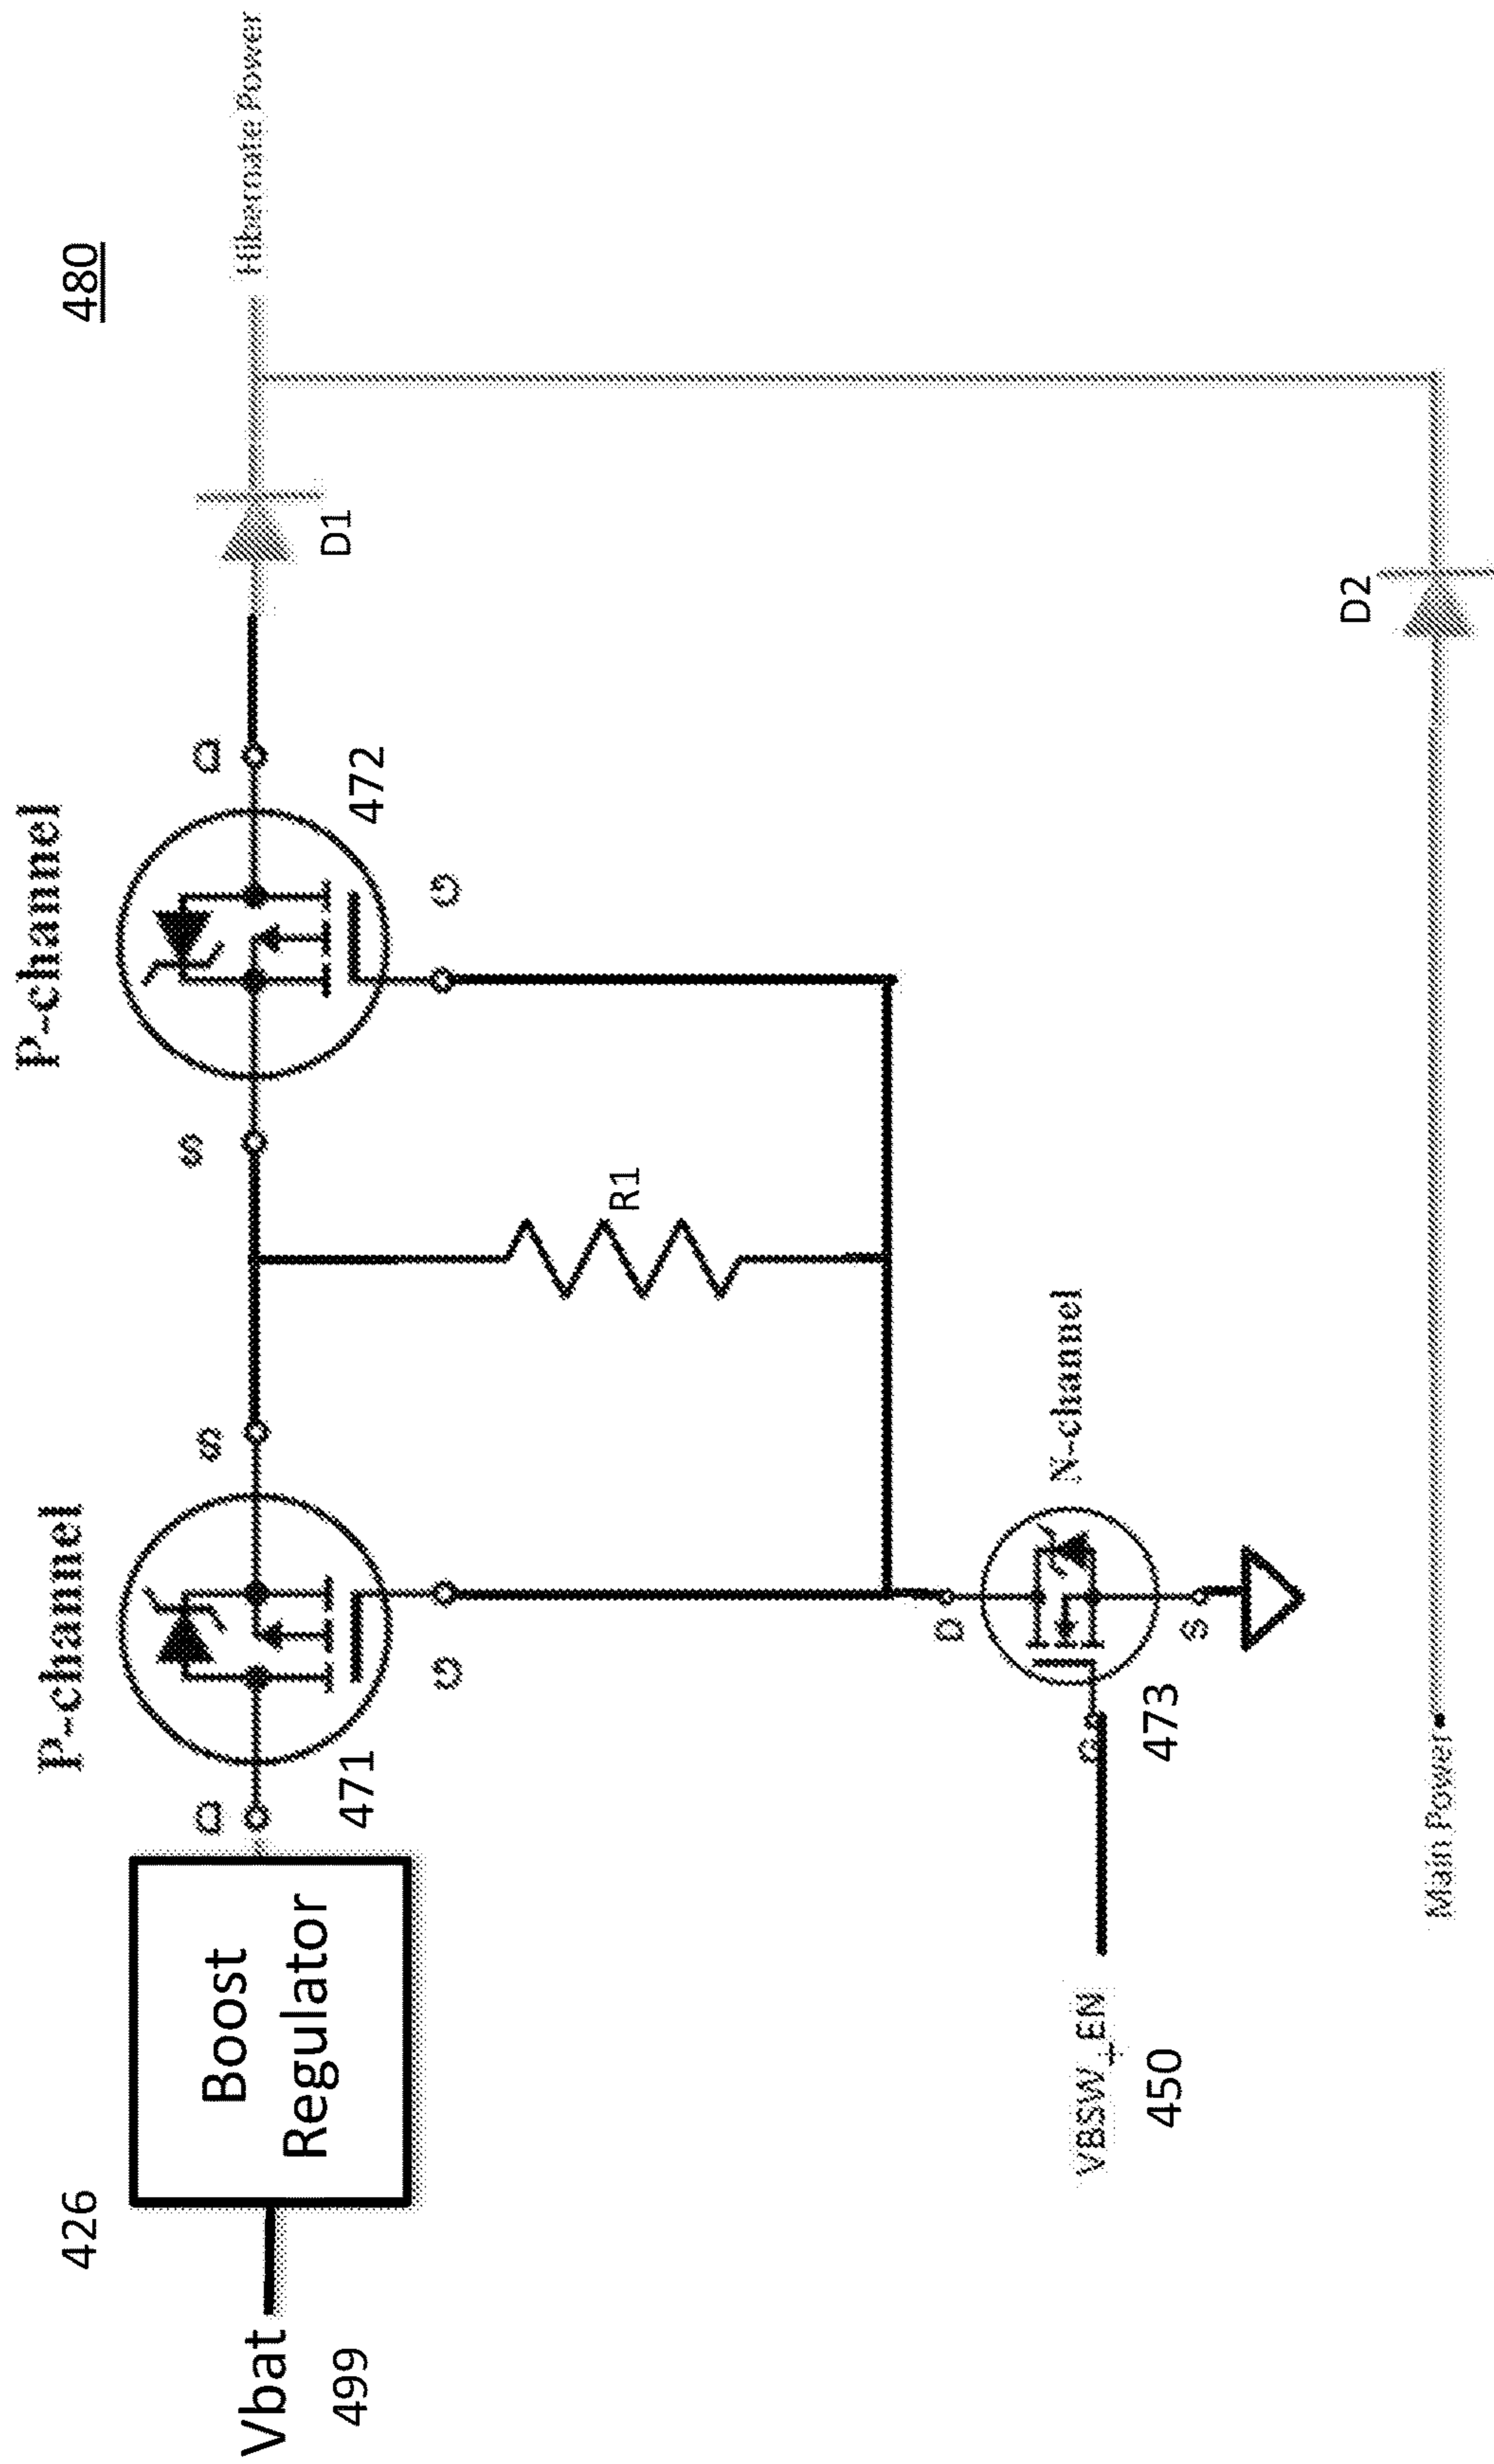 480
P-channel
P-channel
426
Boost
Regulator
D
S
S
D
Hibernate Power
Vbat
499
471
G
472
G
D1
R1
N-channel
D
G
S
VBSW_EN
450
473
D2
Main Power